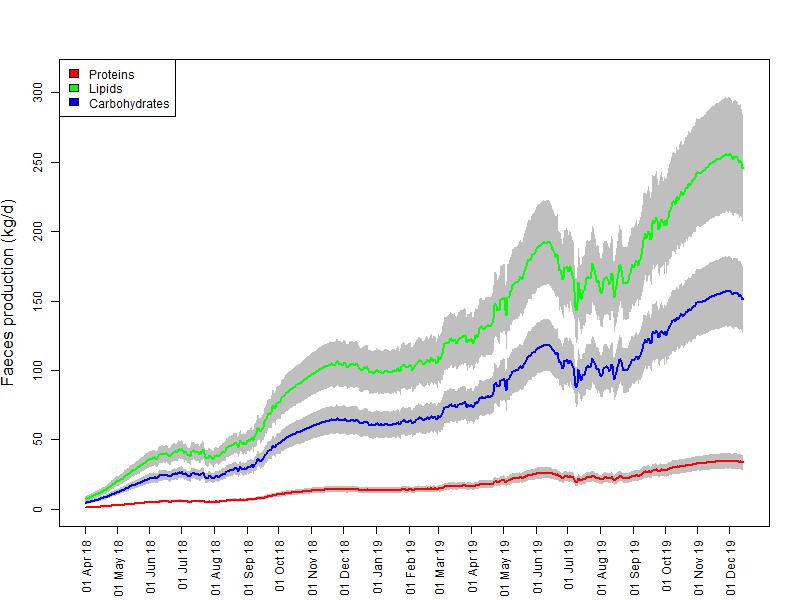 Proteins
Lipids
Carbohydrates
Faeces production (kg/d)
300
250
200
150
100
50
0
01 Apr 18
01 May 18
01 Jun 18
01 Jul 18
01 Aug 18
01 Sep 18
01 Oct 18
01 Nov 18
01 Dec 18
01 Jan 19
01 Feb 19
01 Mar 19
01 Apr 19
01 May 19
01 Jun 19
01 Jul 19
01 Aug 19
01 Sep 19
01 Oct 19
01 Nov 19
01 Dec 19